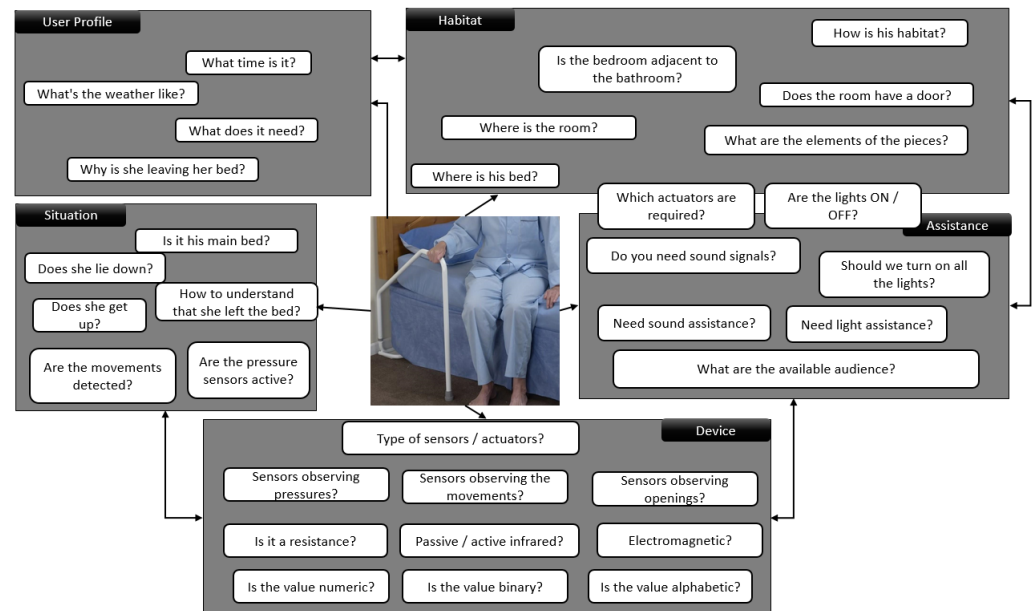 User Profile
What time is it?
What's the weather like?
What does it need?
Why is she leaving her bed?
Habitat
How is his habitat?
Is the bedroom adjacent to
the bathroom?
Does the room have a door?
Where is the room?
What are the elements of the pieces?
Where is his bed?
Situation
Is it his main bed?
Does she lie down?
How to understand
that she left the bed?
Does she get
up?
Are the movements
detected?
Are the pressure
sensors active?
Which actuators are
required?
Are the lights ON /
OFF?
Assistance
Do you need sound signals?
Should we turn on all
the lights?
Need sound assistance?
Need light assistance?
What are the available audience?
Device
Type of sensors / actuators?
Sensors observing
pressures?
Sensors observing the
movements?
Sensors observing
openings?
Is it a resistance?
Passive / active infrared?
Electromagnetic?
Is the value numeric?
Is the value binary?
Is the value alphabetic?